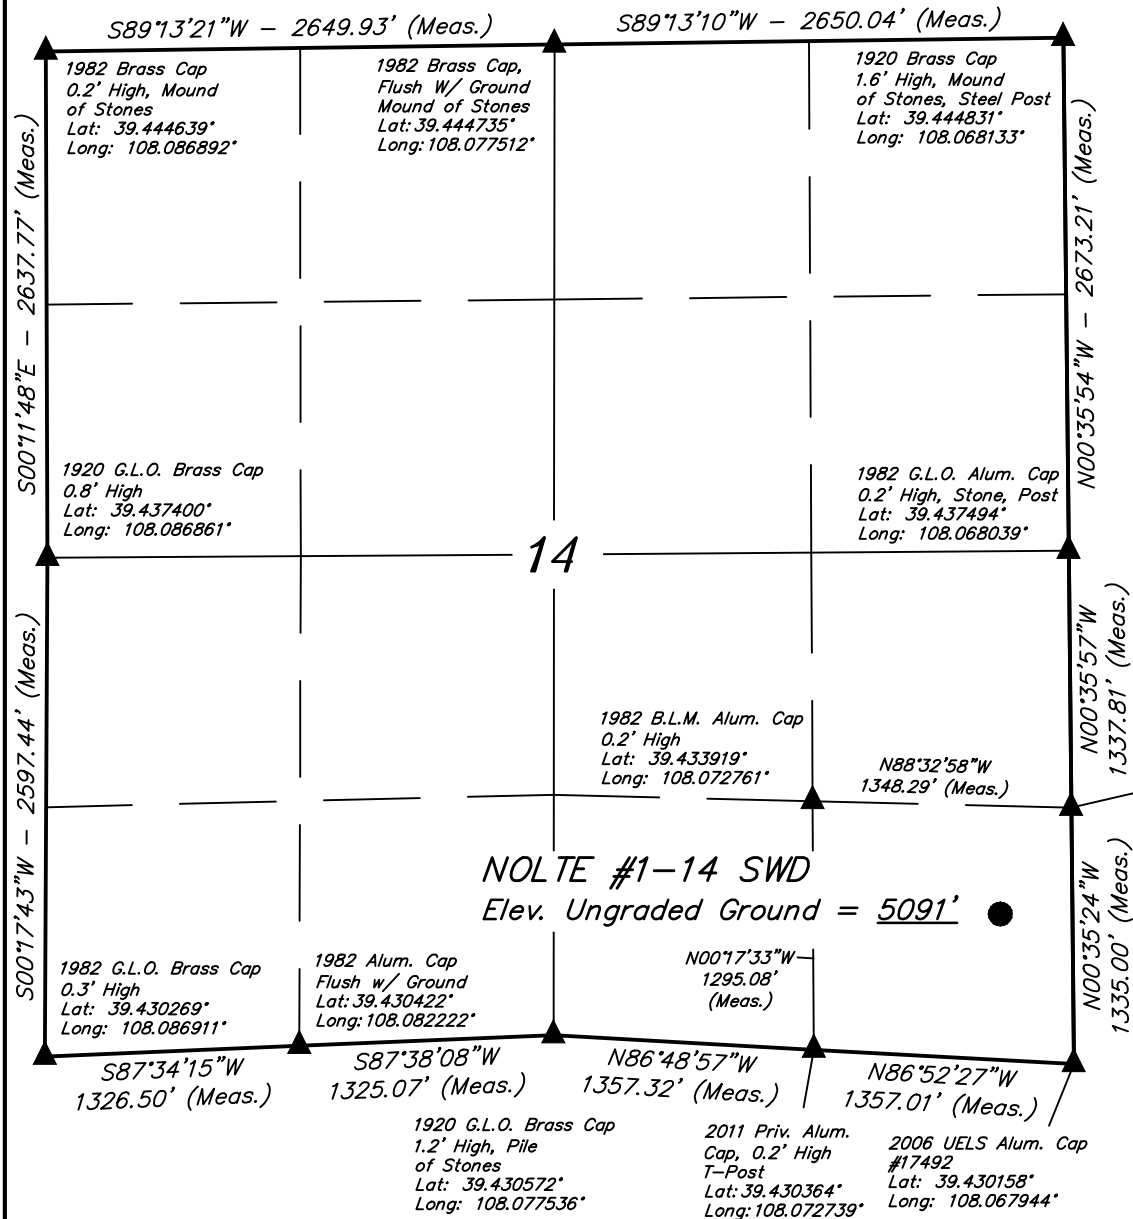 S89°13'21"W – 2649.93' (Meas.)
S89°13'10"W – 2650.04' (Meas.)
1982 Brass Cap
0.2' High, Mound
of Stones
Lat: 39.444639°
Long: 108.086892°
1982 Brass Cap,
Flush W/ Ground
Mound of Stones
Lat: 39.444735°
Long: 108.077512°
1920 Brass Cap
1.6' High, Mound
of Stones, Steel Post
Lat: 39.444831°
Long: 108.068133°
S00°11'48"E – 2637.77' (Meas.)
N00°35'54"W – 2673.21' (Meas.)
1920 G.L.O. Brass Cap
0.8' High
Lat: 39.437400°
Long: 108.086861°
1982 G.L.O. Alum. Cap
0.2' High, Stone, Post
Lat: 39.437494°
Long: 108.068039°
14
S00°17'43"W – 2597.44' (Meas.)
N00°35'57"W
1337.81' (Meas.)
1982 B.L.M. Alum. Cap
0.2' High
Lat: 39.433919°
Long: 108.072761°
N88°32'58"W
1348.29' (Meas.)
NOLTE #1–14 SWD
Elev. Ungraded Ground = 5091'
N00°35'24"W
1335.00' (Meas.)
1982 G.L.O. Brass Cap
0.3' High
Lat: 39.430269°
Long: 108.086911°
1982 Alum. Cap
Flush w/ Ground
Lat: 39.430422°
Long: 108.082222°
N00°17'33"W
1295.08'
(Meas.)
S87°34'15"W
1326.50' (Meas.)
S87°38'08"W
1325.07' (Meas.)
N86°48'57"W
1357.32' (Meas.)
N86°52'27"W
1357.01' (Meas.)
1920 G.L.O. Brass Cap
1.2' High, Pile
of Stones
Lat: 39.430572°
Long: 108.077536°
2011 Priv. Alum.
Cap, 0.2' High
T–Post
Lat: 39.430364°
Long: 108.072739°
2006 UELS Alum. Cap
#17492
Lat: 39.430158°
Long: 108.067944°